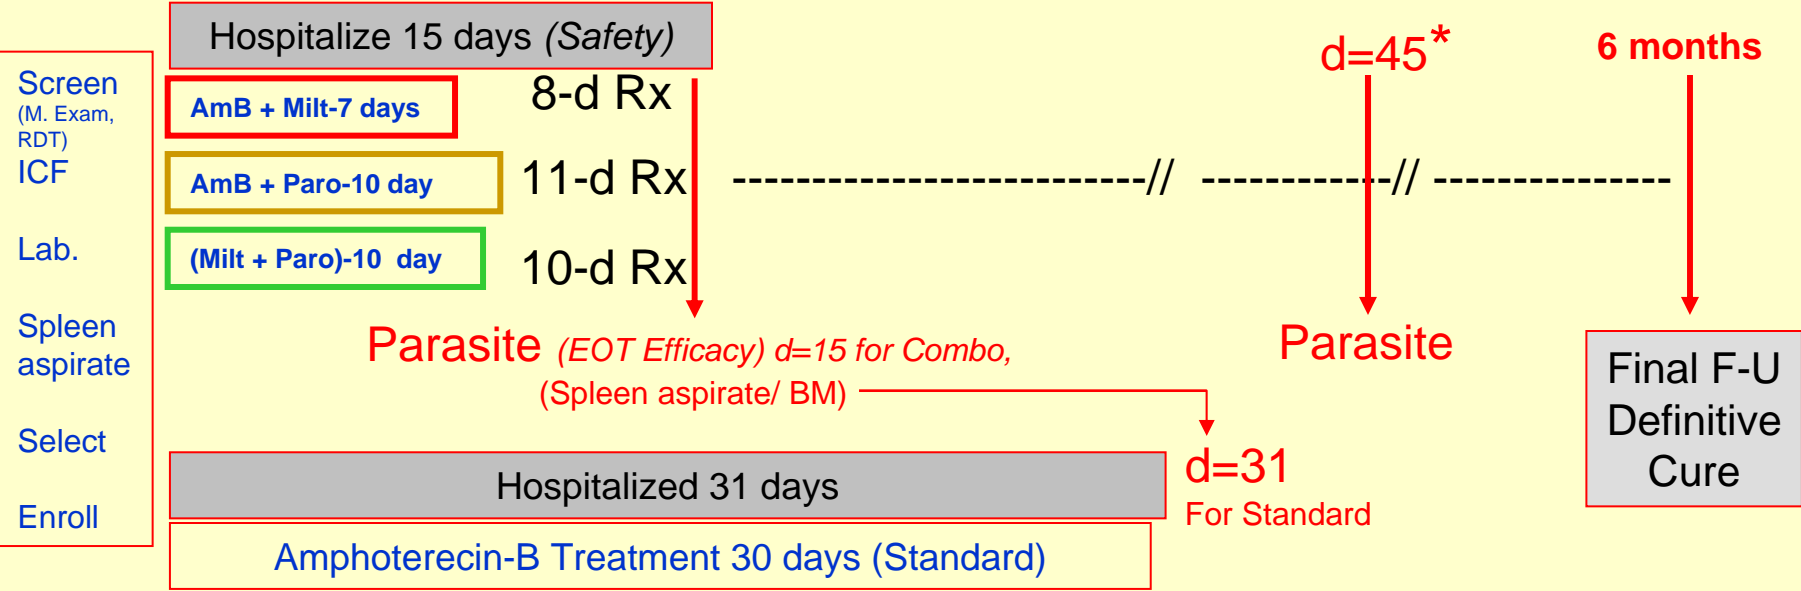 Hospitalize 15 days (Safety)
d=45*
6 months
Screen
(M. Exam,
RDT)
ICF
Lab.
Spleen
aspirate
Select
Enroll
AmB + Milt-7 days
8-d Rx
AmB + Paro-10 day
11-d Rx
-------------------------// ------------// ---------------
(Milt + Paro)-10 day
10-d Rx
Parasite (EOT Efficacy) d=15 for Combo,
(Spleen aspirate/ BM)
Parasite
Final F-U
Definitive
Cure
Hospitalized 31 days
d=31
For Standard
Amphoterecin-B Treatment 30 days (Standard)